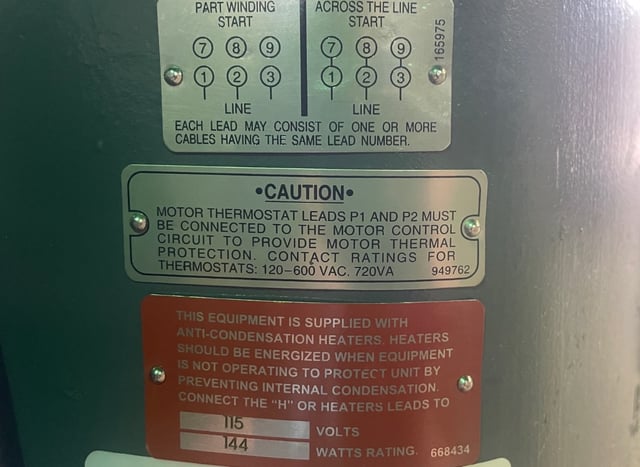 PART WINDING START
ACROSS THE LINE START
165975
7 8 9
7 8 9
1 2 3
1 2 3
LINE
LINE
EACH LEAD MAY CONSIST OF ONE OR MORE
CABLES HAVING THE SAME LEAD NUMBER.
•CAUTION•
MOTOR THERMOSTAT LEADS P1 AND P2 MUST
BE CONNECTED TO THE MOTOR CONTROL
CIRCUIT TO PROVIDE MOTOR THERMAL
PROTECTION. CONTACT RATINGS FOR
THERMOSTATS: 120-600 VAC. 720VA 949762
THIS EQUIPMENT IS SUPPLIED WITH
ANTI-CONDENSATION HEATERS. HEATERS
SHOULD BE ENERGIZED WHEN EQUIPMENT
IS NOT OPERATING TO PROTECT UNIT BY
PREVENTING INTERNAL CONDENSATION.
CONNECT THE "H" OR HEATERS LEADS TO
115 VOLTS
144 WATTS RATING. 668434